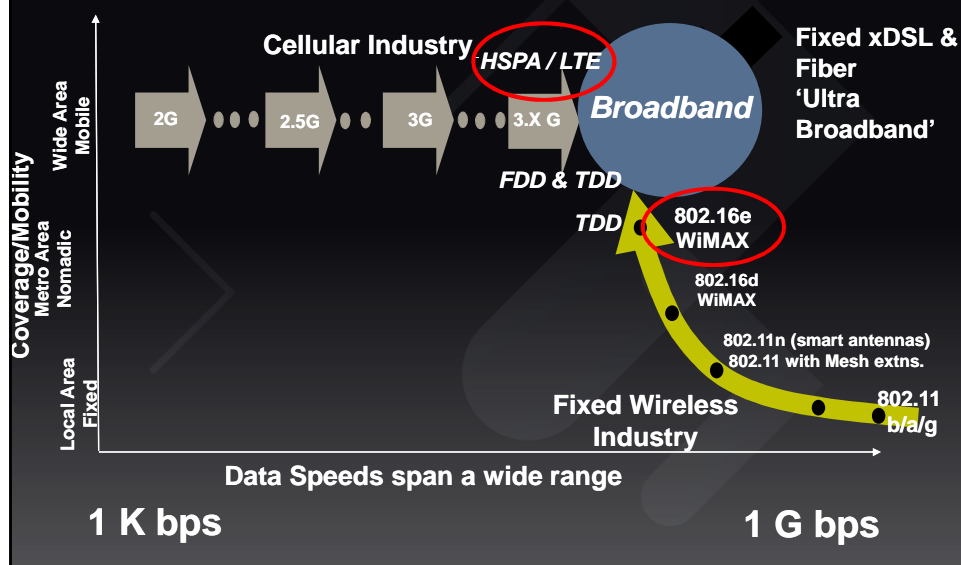 Cellular Industry
HSPA / LTE
Fixed xDSL &
Fiber
‘Ultra
Broadband’
2G
2.5G
3G
3.X G
Broadband
FDD & TDD
TDD
802.16e
WiMAX
802.16d
WiMAX
802.11n (smart antennas)
802.11 with Mesh extns.
802.11
b/a/g
Fixed Wireless
Industry
Coverage/Mobility
Wide Area
Mobile
Metro Area
Nomadic
Local Area
Fixed
Data Speeds span a wide range
1 K bps
1 G bps